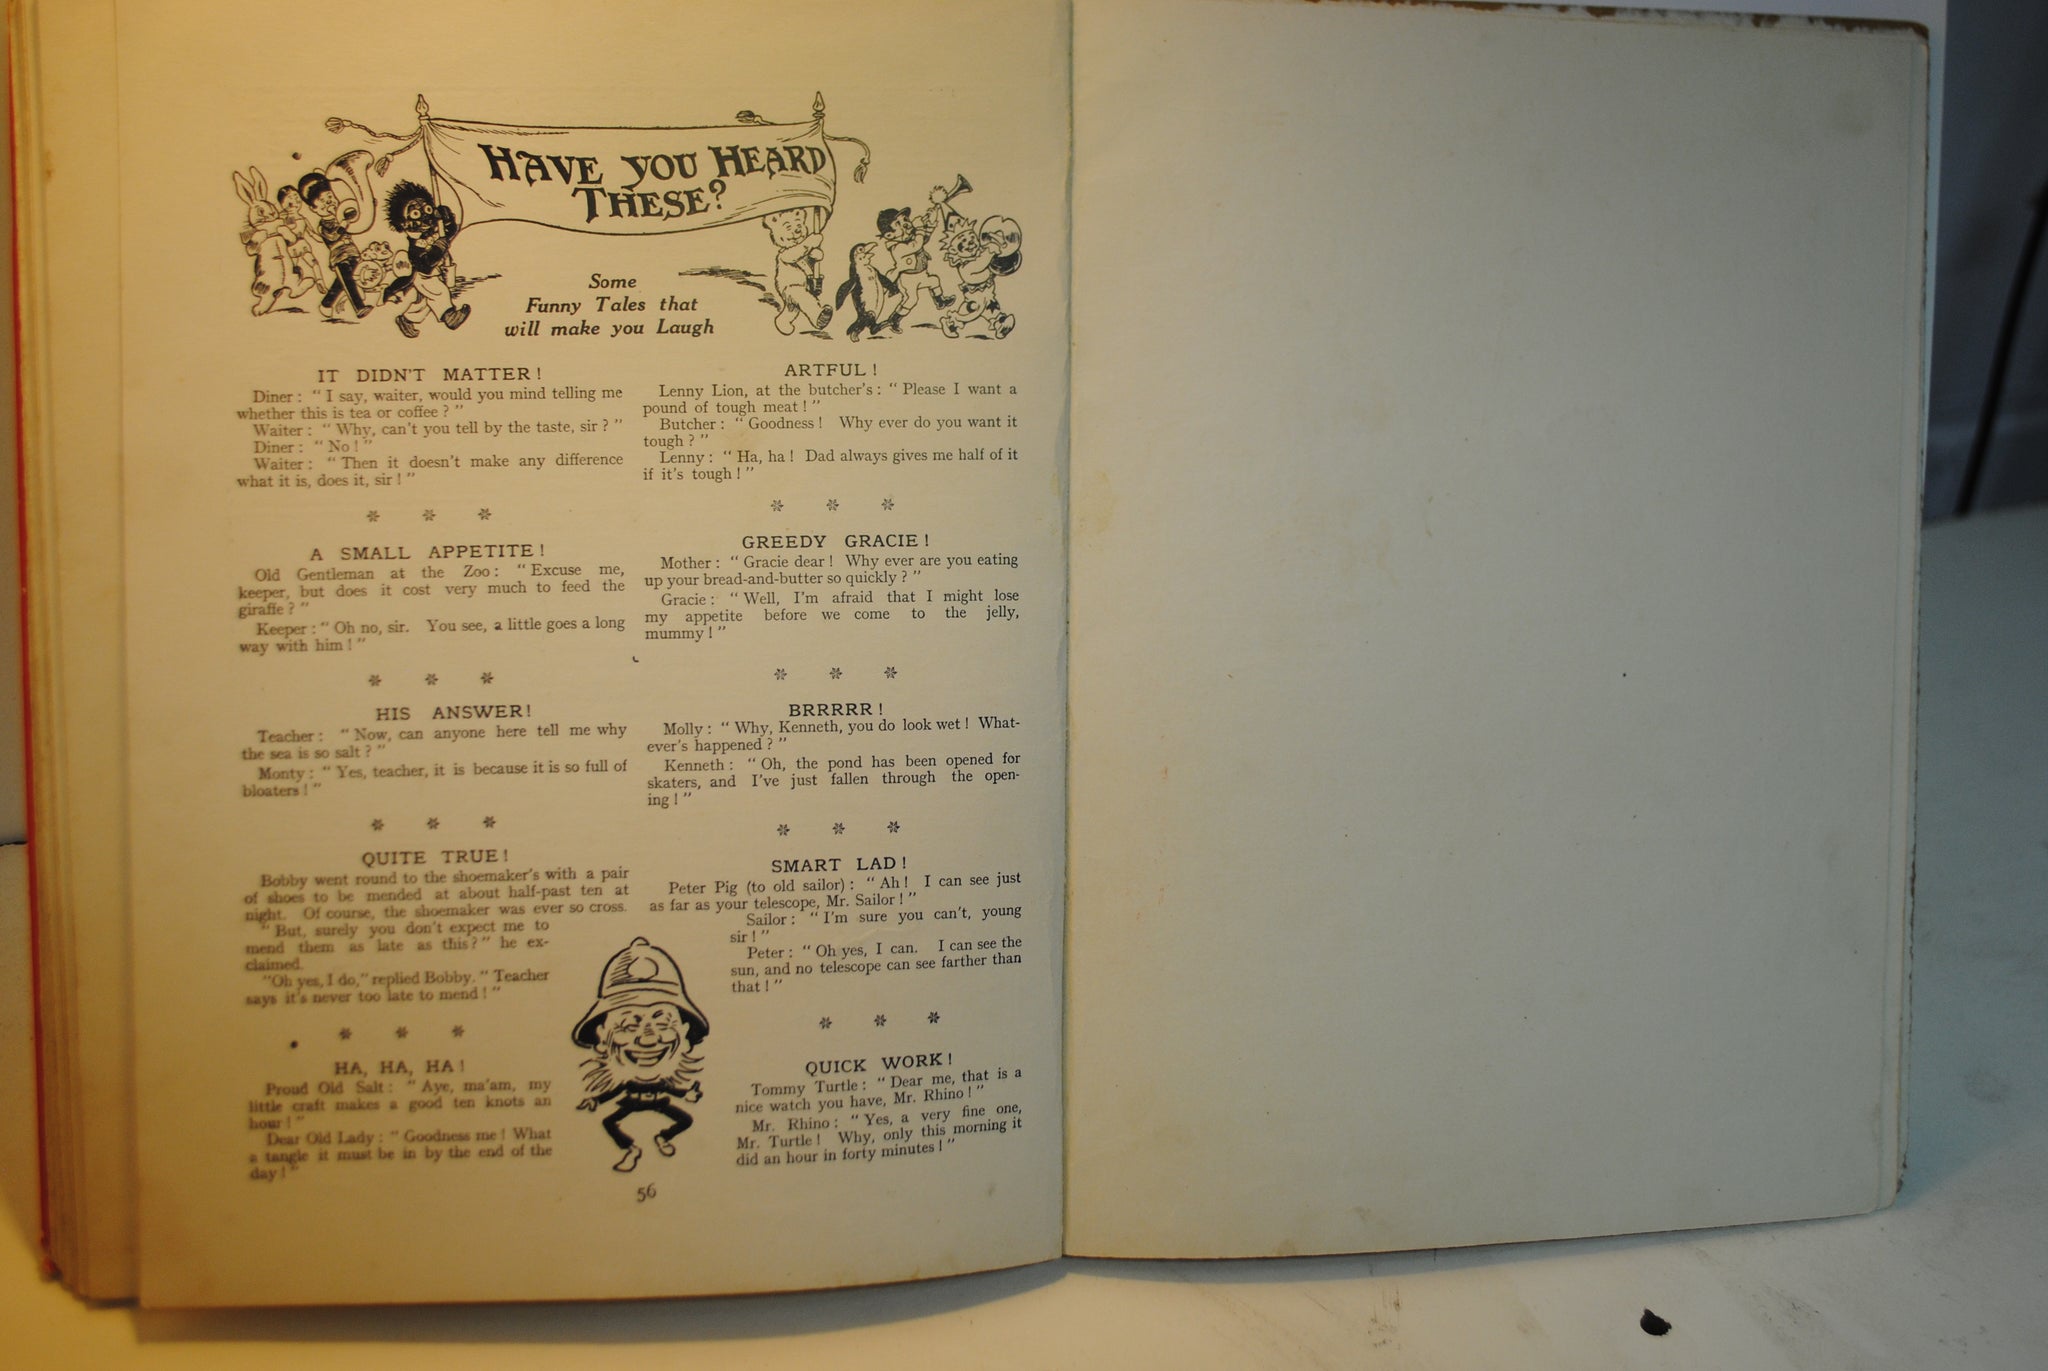 HAVE YOU HEARD
THESE?
Some
Funny Tales that
will make you Laugh
IT DIDN'T MATTER!
Diner: "I say, waiter, would you mind telling me
whether this is tea or coffee?"
Waiter: "Why, can't you tell by the taste, sir?"
Diner: "No!"
Waiter: "Then it doesn't make any difference
what it is, does it, sir!"
* * *
A SMALL APPETITE!
Old Gentleman at the Zoo: "Excuse me,
keeper, but does it cost very much to feed the
giraffe?"
Keeper: "Oh no, sir. You see, a little goes a long
way with him!"
* * *
HIS ANSWER!
Teacher: "Now, can anyone here tell me why
the sea is so salt?"
Monty: "Yes, teacher, it is because it is so full of
bloaters!"
* * *
QUITE TRUE!
Bobby went round to the shoemaker's with a pair
of shoes to be mended at about half-past ten at
night. Of course, the shoemaker was ever so cross.
"But, surely you don't expect me to
mend them as late as this?" he ex-
claimed.
"Oh yes, I do," replied Bobby. "Teacher
says it's never too late to mend!"
* * *
HA, HA, HA!
Proud Old Salt: "Aye, ma'am, my
little craft makes a good ten knots an
hour!"
Dear Old Lady: "Goodness me! What
a tangle it must be in by the end of the
day!"
ARTFUL!
Lenny Lion, at the butcher's: "Please I want a
pound of tough meat!"
Butcher: "Goodness! Why ever do you want it
tough?"
Lenny: "Ha, ha! Dad always gives me half of it
if it's tough!"
* * *
GREEDY GRACIE!
Mother: "Gracie dear! Why ever are you eating
up your bread-and-butter so quickly?"
Gracie: "Well, I'm afraid that I might lose
my appetite before we come to the jelly,
mummy!"
* * *
BRRRRR!
Molly: "Why, Kenneth, you do look wet! What-
ever's happened?"
Kenneth: "Oh, the pond has been opened for
skaters, and I've just fallen through the open-
ing!"
* * *
SMART LAD!
Peter Pig (to old sailor): "Ah! I can see just
as far as your telescope, Mr. Sailor!"
Sailor: "I'm sure you can't, young
sir!"
Peter: "Oh yes, I can. I can see the
sun, and no telescope can see farther than
that!"
* * *
QUICK WORK!
Tommy Turtle: "Dear me, that is a
nice watch you have, Mr. Rhino!"
Mr. Rhino: "Yes, a very fine one,
Mr. Turtle! Why, only this morning it
did an hour in forty minutes!"
56